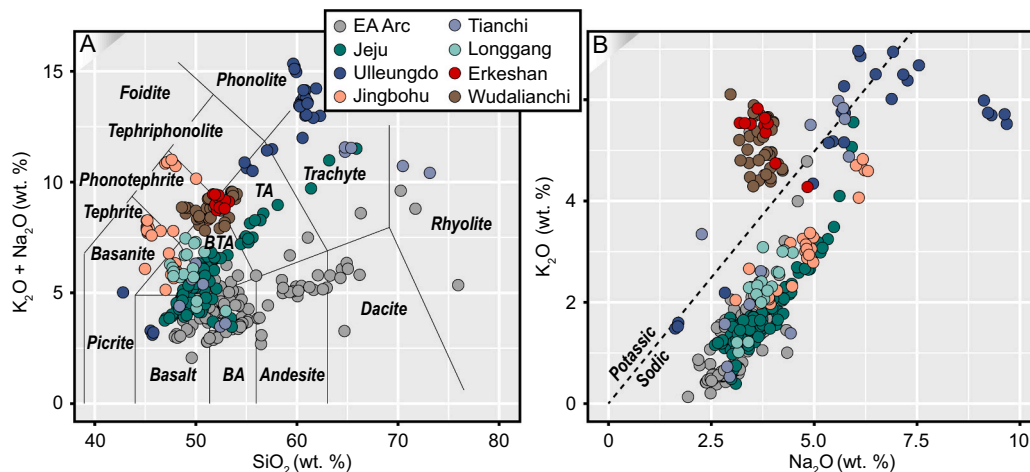 A
B
EA Arc
Jeju
Ulleungdo
Jingbohu
Tianchi
Longgang
Erkeshan
Wudalianchi
K2O + Na2O (wt. %)
15
10
5
0
Foidite
Phonolite
Tephriphonolite
Phonotephrite
Tephrite
Basanite
TA
Trachyte
BTA
Rhyolite
Dacite
Picrite
Basalt
BA
Andesite
40
50
60
70
80
SiO2 (wt. %)
K2O (wt. %)
6
4
2
0
Potassic
Sodic
0
2.5
5.0
7.5
10
Na2O (wt. %)